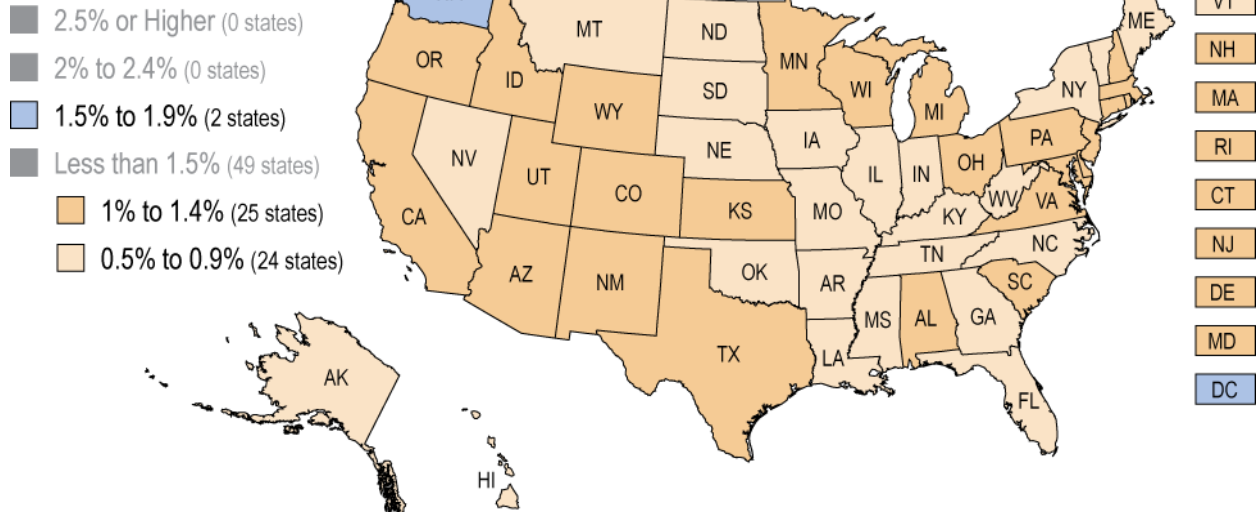 2.5% or Higher (0 states)
2% to 2.4% (0 states)
1.5% to 1.9% (2 states)
Less than 1.5% (49 states)
1% to 1.4% (25 states)
0.5% to 0.9% (24 states)
ME
MT
ND
OR
MN
ID
NH
WI
SD
NY
MA
WY
MI
PA
IA
RI
NE
NV
OH
UT
IL
IN
CO
CT
WV
VA
KS
MO
CA
KY
NJ
NC
TN
AZ
OK
NM
AR
SC
DE
MS
AL
GA
MD
TX
LA
AK
DC
FL
HI